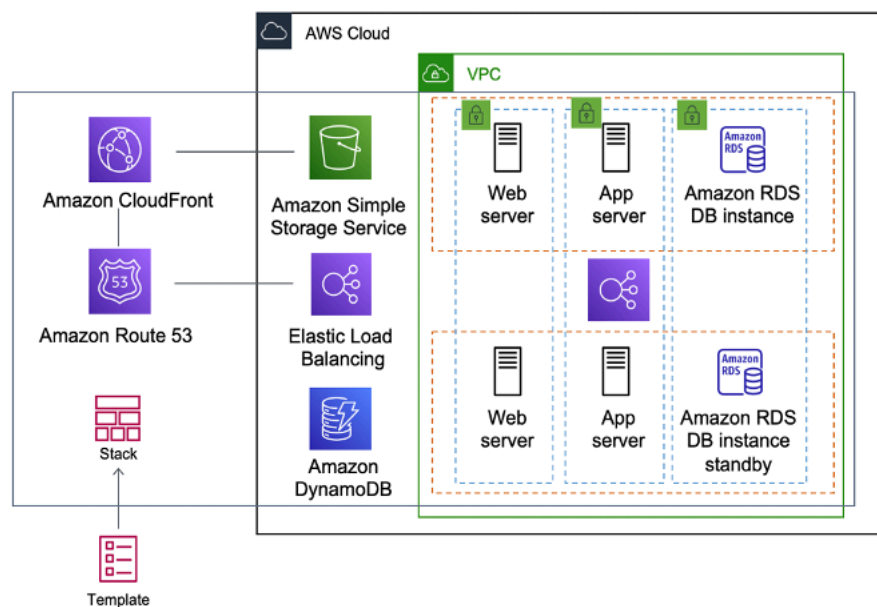 AWS Cloud
VPC
Amazon CloudFront
Amazon Simple
Storage Service
Web
server
App
server
Amazon
RDS
Amazon RDS
DB instance
53
Amazon Route 53
Elastic Load
Balancing
Stack
Amazon
DynamoDB
Web
server
App
server
Amazon
RDS
Amazon RDS
DB instance
standby
Template